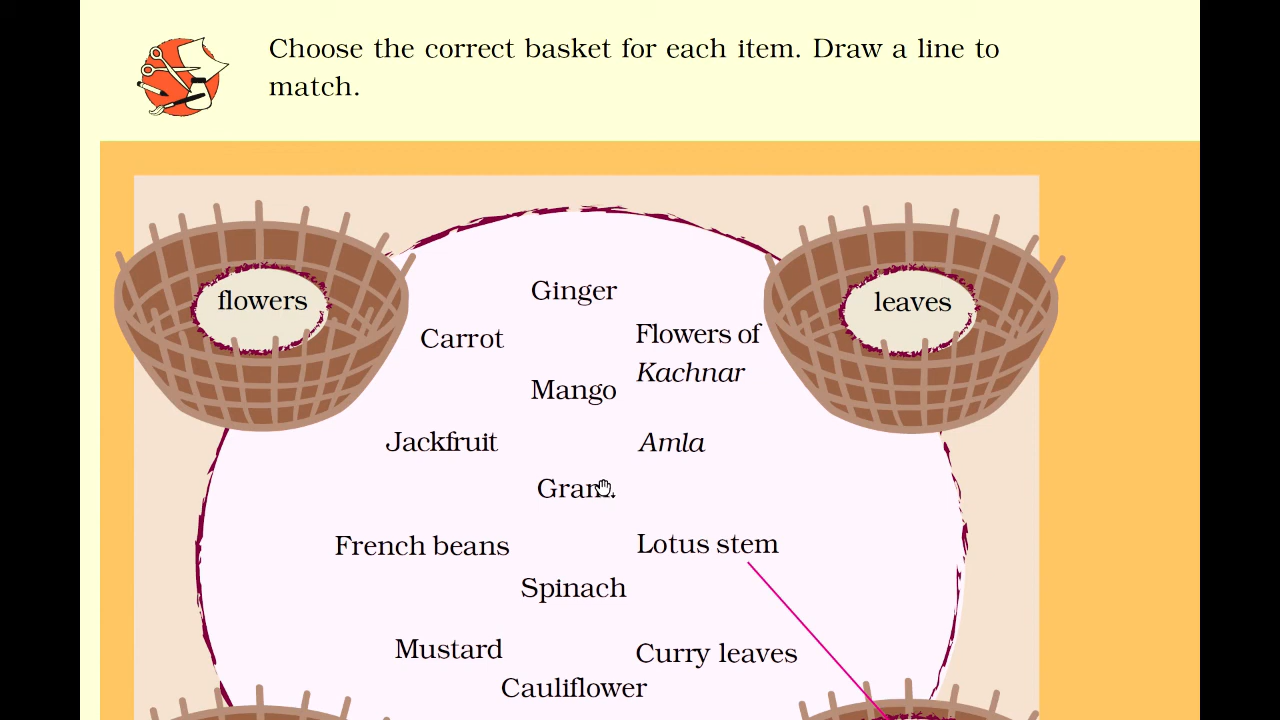 Choose the correct basket for each item. Draw a line to
match.
flowers
leaves
Ginger
Carrot
Flowers of
Kachnar
Mango
Jackfruit
Amla
French beans
Lotus stem
Spinach
Mustard
Curry leaves
Cauliflower